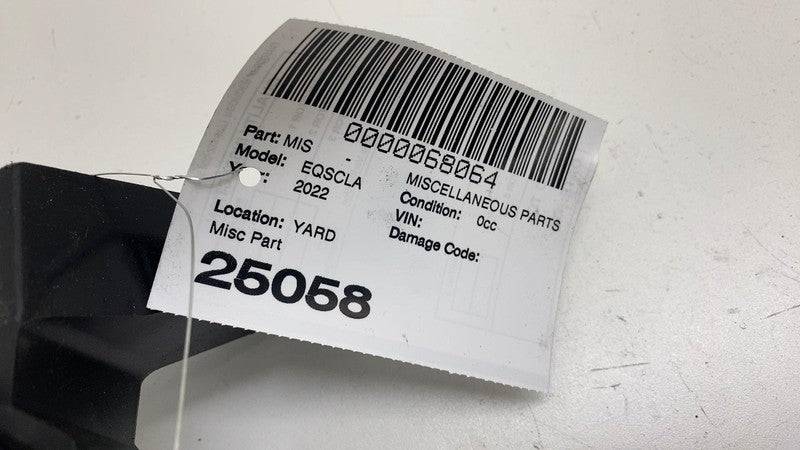 0000068064
Part: MIS - MISCELLANEOUS PARTS
Model: EQSCLA Condition: 0cc
2022 VIN:
Damage Code:
Location: YARD
Misc Part
25058